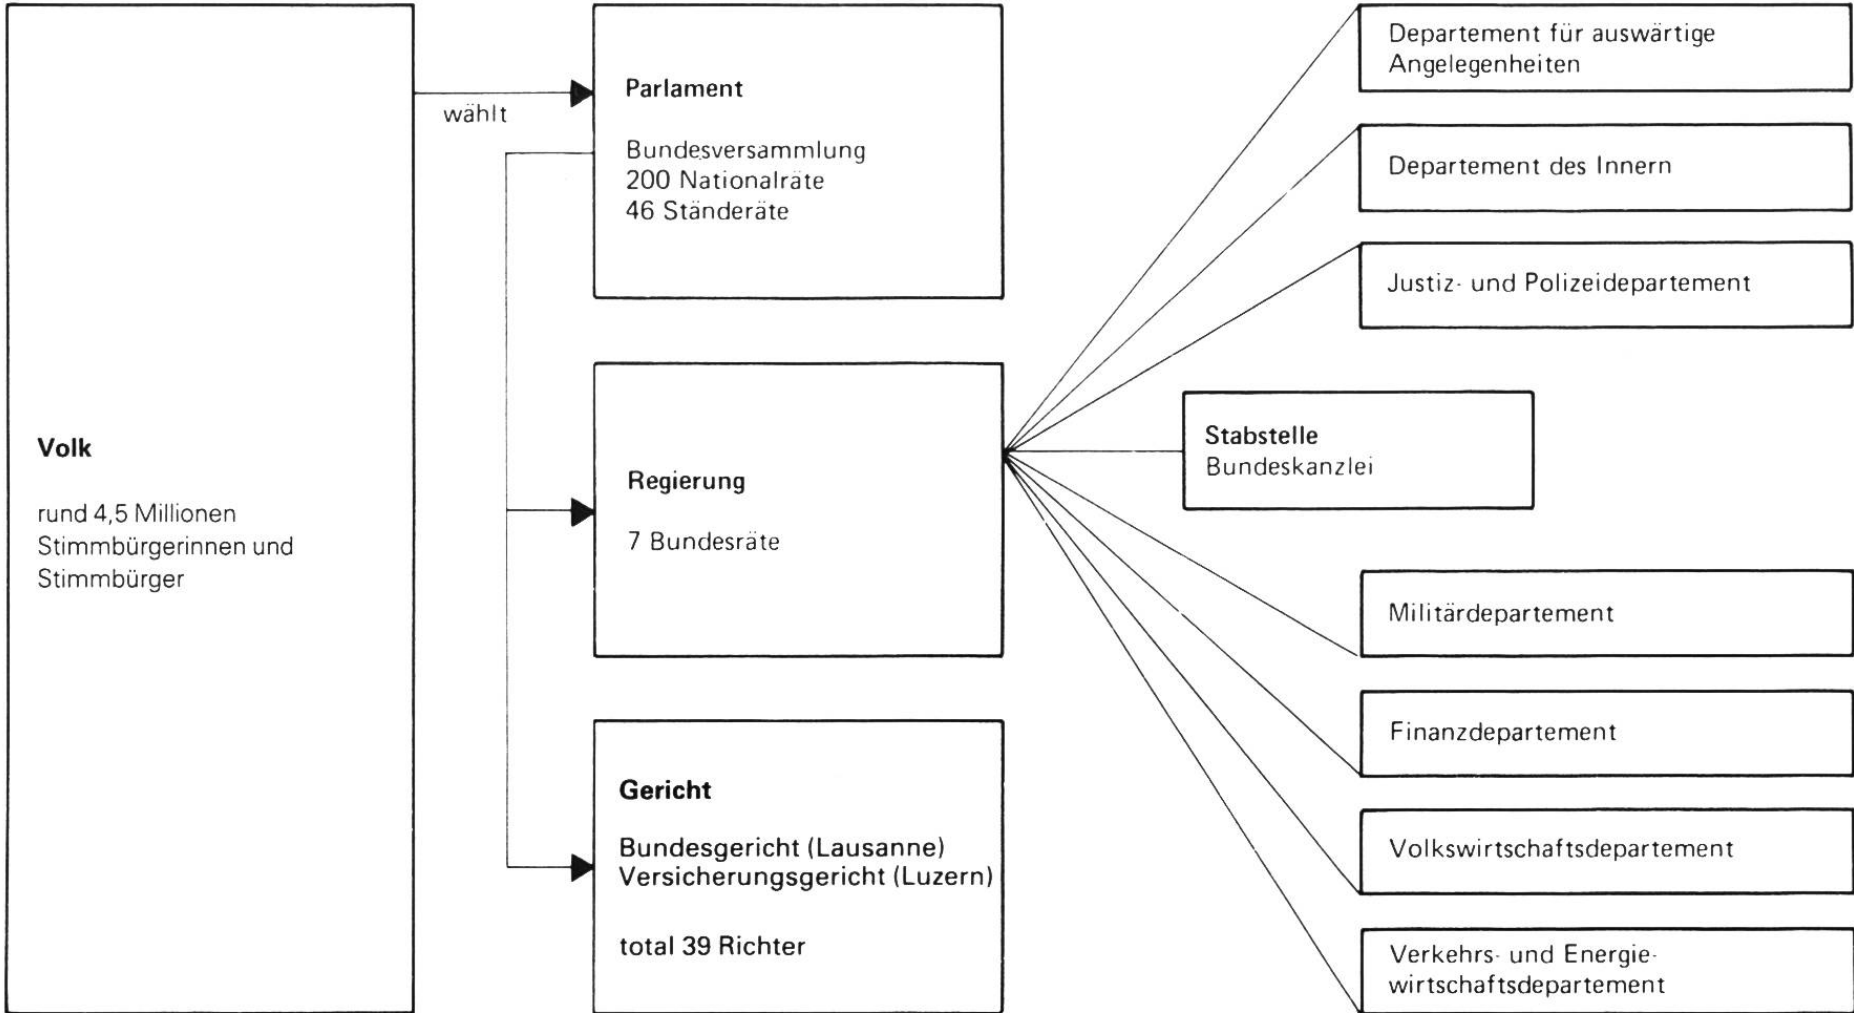 Volk
rund 4,5 Millionen
Stimmbürgerinnen und
Stimmbürger
wählt
Parlament
Bundesversammlung
200 Nationalräte
46 Ständeräte
Regierung
7 Bundesräte
Gericht
Bundesgericht (Lausanne)
Versicherungsgericht (Luzern)
total 39 Richter
Departement für auswärtige
Angelegenheiten
Departement des Innern
Justiz- und Polizeidepartement
Stabstelle
Bundeskanzlei
Militärdepartement
Finanzdepartement
Volkswirtschaftsdepartement
Verkehrs- und Energie-
wirtschaftsdepartement